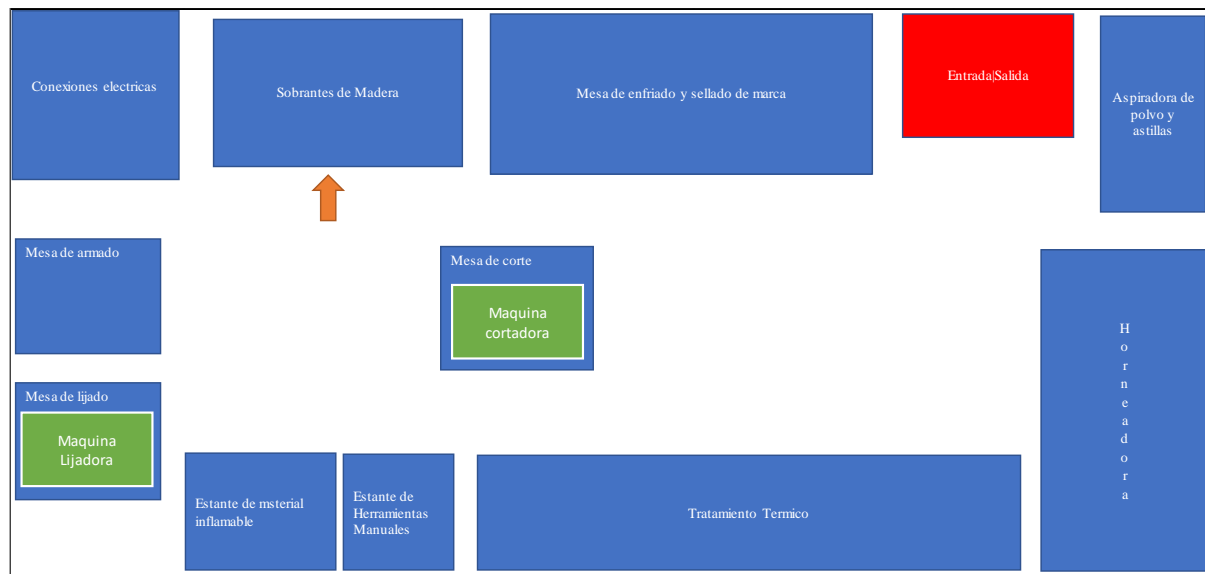 Conexiones electricas
Sobrantes de Madera
Mesa de enfriado y sellado de marca
Entrada|Salida
Aspiradora de
polvo y
astillas
Mesa de armado
Mesa de corte
Maquina
cortadora
H
o
r
n
e
a
d
o
r
a
Mesa de lijado
Maquina
Lijadora
Estante de msterial
inflamable
Estante de
Herramientas
Manuales
Tratamiento Termico